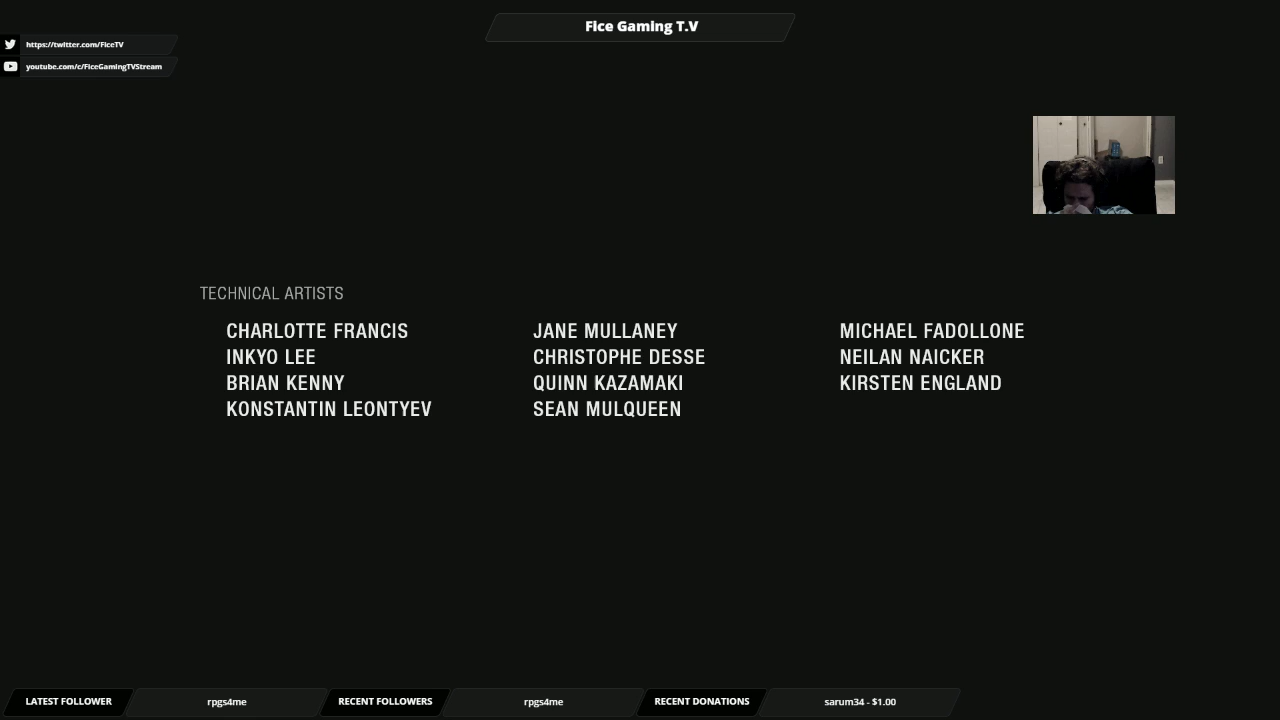 Fice Gaming T.V
https://twitter.com/FiceTV
youtube.com/c/FiceGamingTVStream
TECHNICAL ARTISTS
CHARLOTTE FRANCIS
INKYO LEE
BRIAN KENNY
KONSTANTIN LEONTYEV
JANE MULLANEY
CHRISTOPHE DESSE
QUINN KAZAMAKI
SEAN MULQUEEN
MICHAEL FADOLLONE
NEILAN NAICKER
KIRSTEN ENGLAND
LATEST FOLLOWER rpgs4me RECENT FOLLOWERS rpgs4me RECENT DONATIONS sarum34 - $1.00